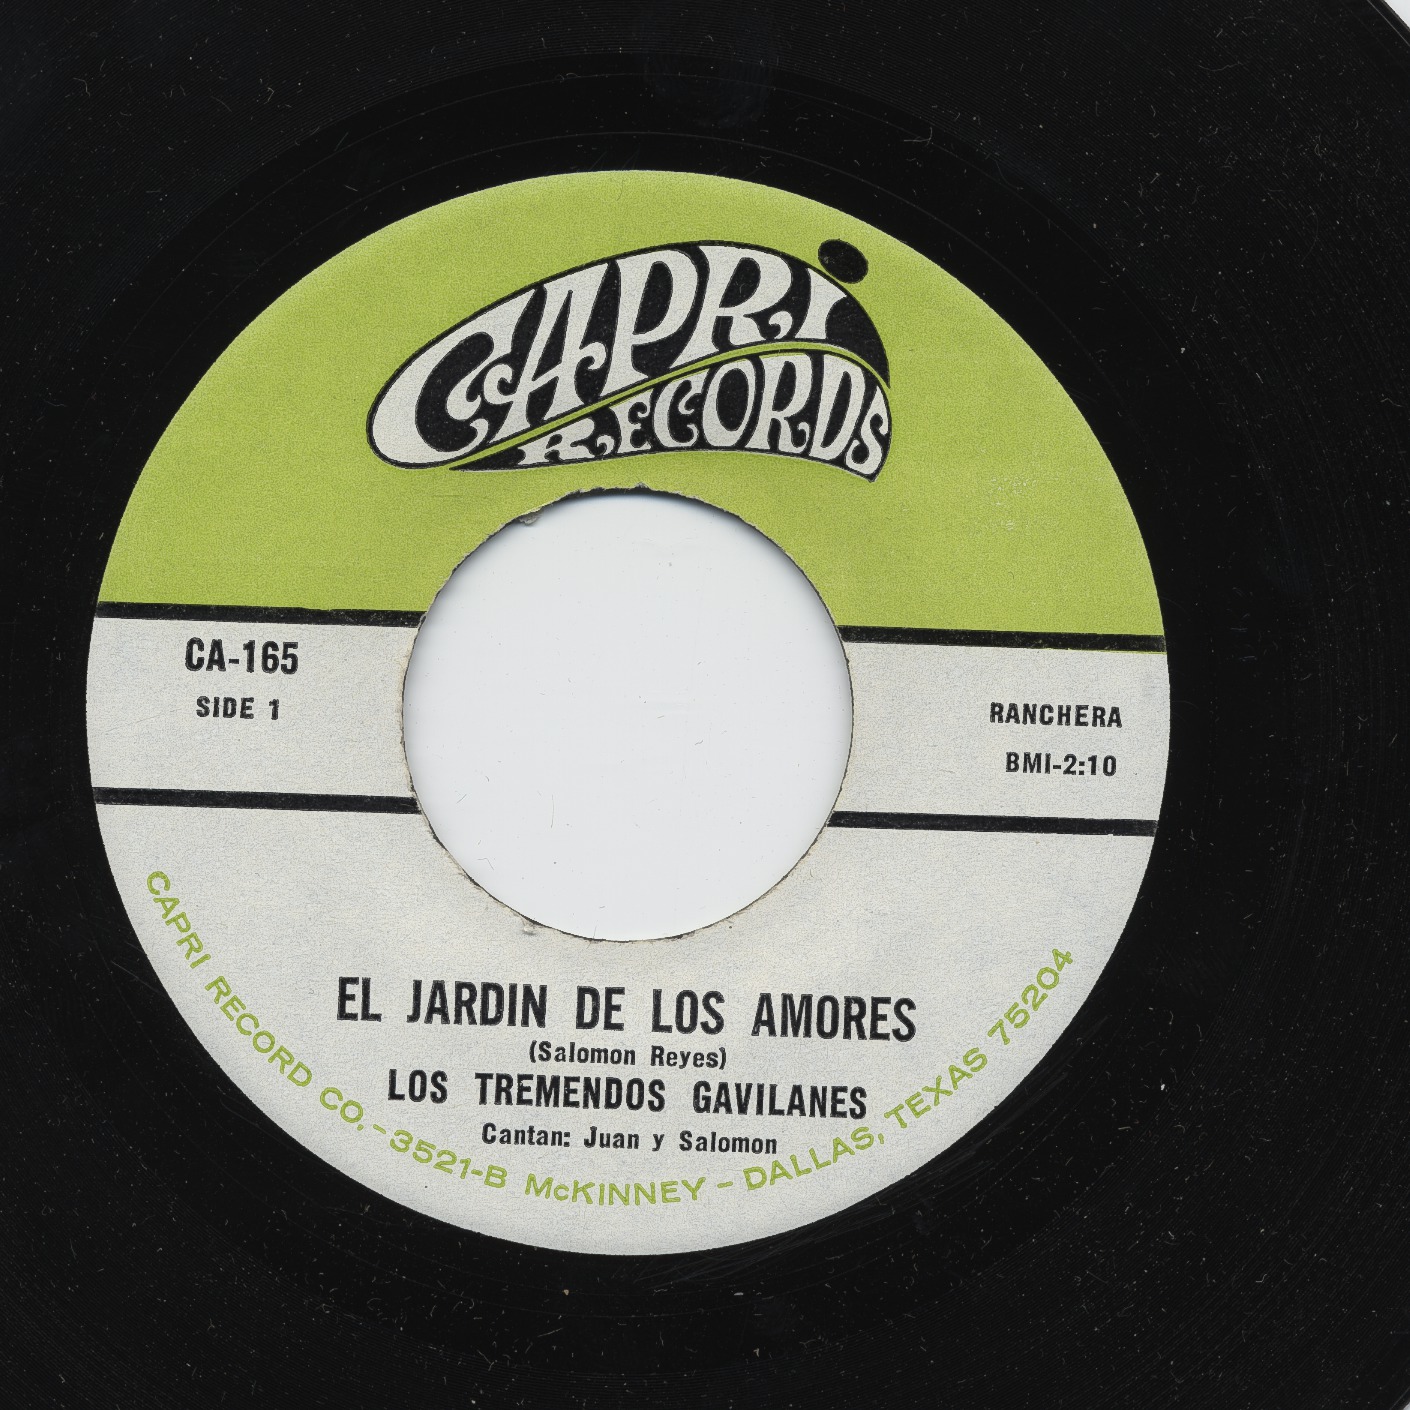 CAPRI
RECORDS
CA-165
SIDE 1
RANCHERA
BMI-2:10
EL JARDIN DE LOS AMORES
(Salomon Reyes)
LOS TREMENDOS GAVILANES
Cantan: Juan y Salomon
CAPRI RECORD CO.-3521-B McKINNEY - DALLAS, TEXAS 75204